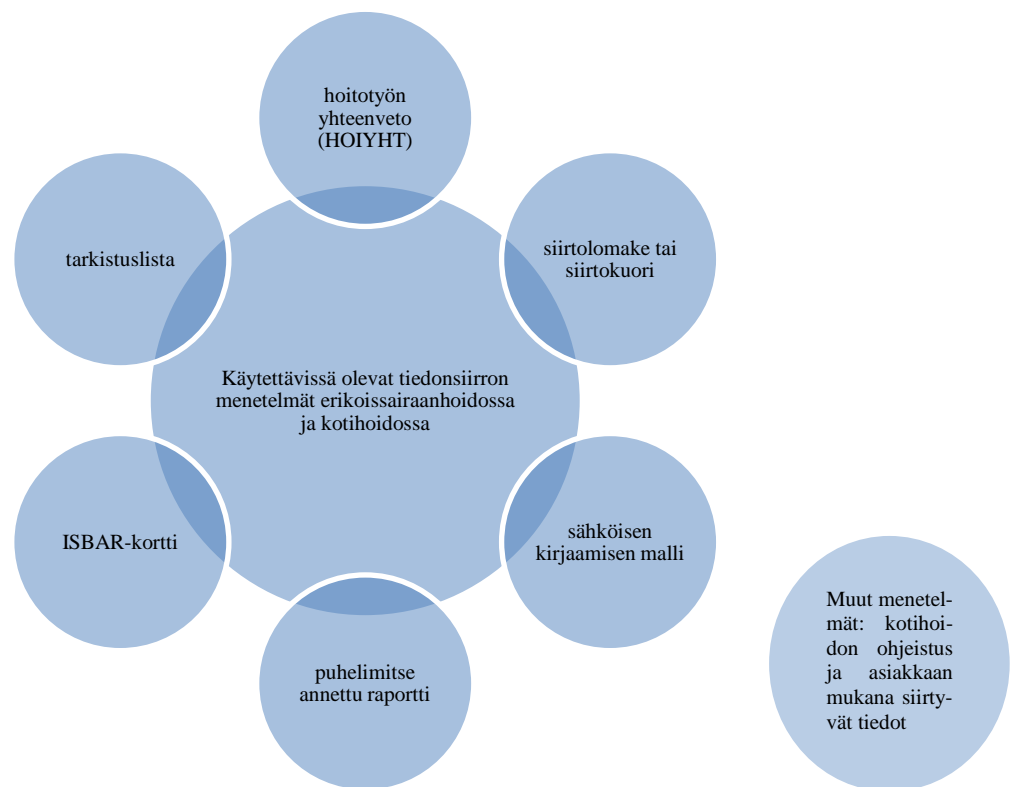 hoitotyön
yhteenveto
(HOIYHT)
siirtolomake tai
siirtokuori
tarkistuslista
Käytettävissä olevat tiedonsiirron
menetelmät erikoissairaanhoidossa
ja kotihoidossa
ISBAR-kortti
sähköisen
kirjaamisen malli
puhelimitse
annettu raportti
Muut menetel-
mät: kotihoi-
don ohjeistus
ja asiakkaan
mukana siirty-
vät tiedot